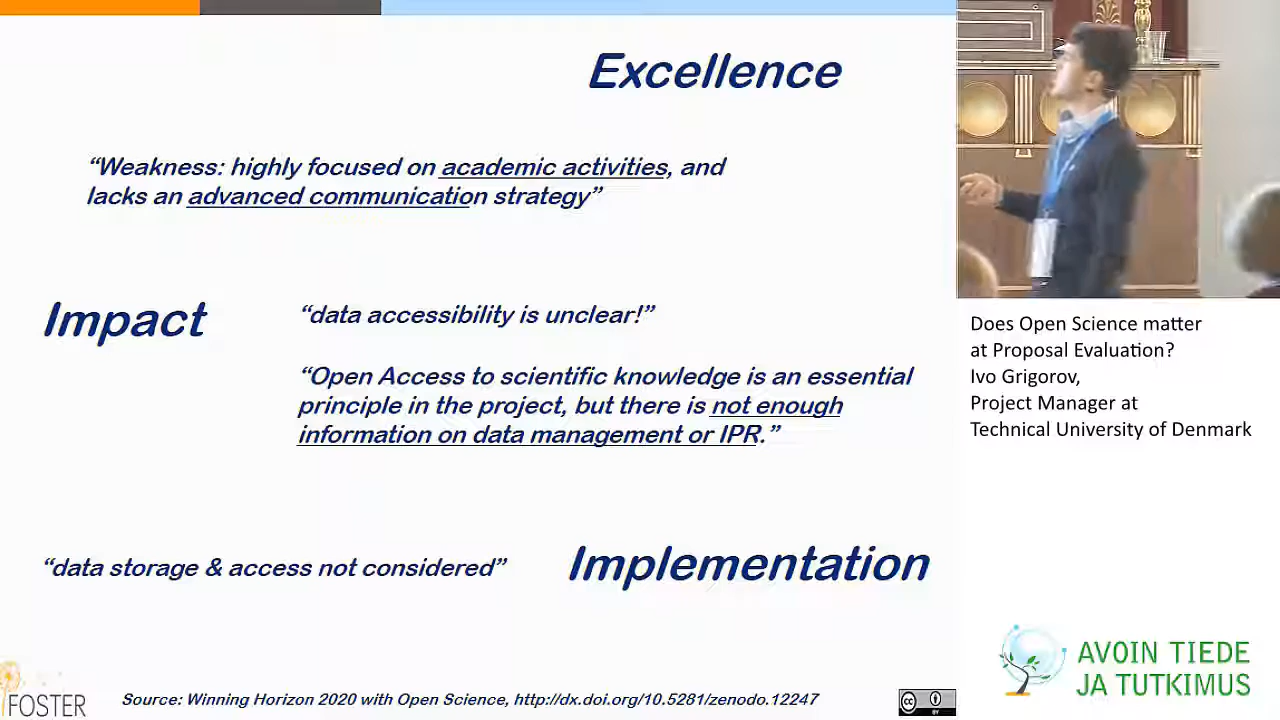 Excellence
“Weakness: highly focused on academic activities, and
lacks an advanced communication strategy”
Impact
“data accessibility is unclear!”
“Open Access to scientific knowledge is an essential
principle in the project, but there is not enough
information on data management or IPR.”
“data storage & access not considered”
Implementation
FOSTER
Source: Winning Horizon 2020 with Open Science, http://dx.doi.org/10.5281/zenodo.12247
cc
BY
Does Open Science matter
at Proposal Evaluation?
Ivo Grigorov,
Project Manager at
Technical University of Denmark
AVOIN TIEDE
JA TUTKIMUS